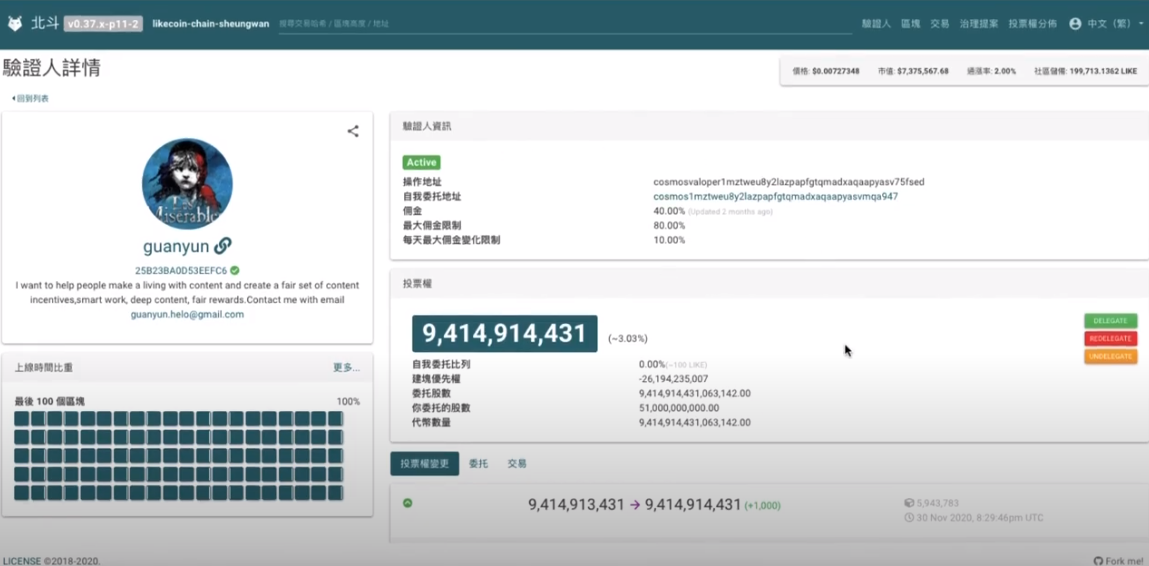 北斗 v0.37.x-p11-2 likecoin-chain-sheungwan 搜尋交易哈希 / 區塊高度 / 地址 驗證人 區塊 交易 治理提案 投票權分佈 中文（繁）
驗證人詳情
價格: $0.00727348 市值: $7,375,567.68 通漲率: 2.00% 社區儲備: 199,713.1362 LIKE
回到列表
Les
Miserable
guanyun
25B23BA0D53EEFC6
I want to help people make a living with content and create a fair set of content
incentives,smart work, deep content, fair rewards.Contact me with email
guanyun.helo@gmail.com
上線時間比重 更多...
最後 100 個區塊 100%
驗證人資訊
Active
操作地址 cosmosvaloper1mztweu8y2lazpapfgtqmadxaqaapyasv75fsed
自我委托地址 cosmos1mztweu8y2lazpapfgtqmadxaqaapyasvmqa947
佣金 40.00% (Updated 2 months ago)
最大佣金限制 80.00%
每天最大佣金變化限制 10.00%
投票權
9,414,914,431 (~3.03%)
DELEGATE
REDELEGATE
UNDELEGATE
自我委托比列 0.00%(~100 LIKE)
建塊優先權 -26,194,235,007
委托股數 9,414,914,431,063,142.00
你委托的股數 51,000,000,000.00
代幣數量 9,414,914,431,063,142.00
投票權變更 委托 交易
9,414,913,431 → 9,414,914,431 (+1,000) 5,943,783
30 Nov 2020, 8:29:46pm UTC
LICENSE ©2018-2020. Fork me!